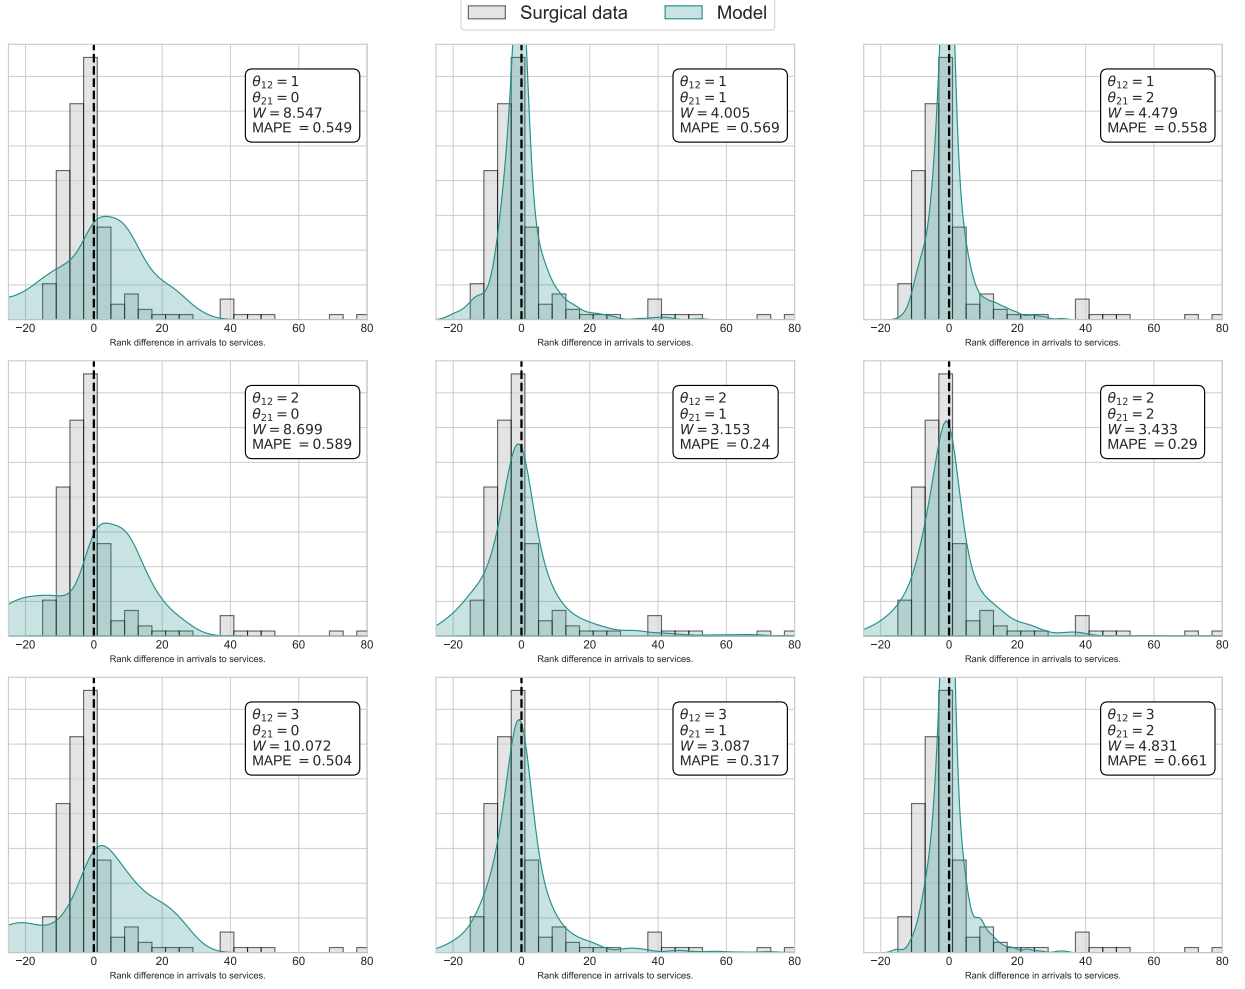 Surgical data Model
θ12 = 1
θ21 = 0
W = 8.547
MAPE = 0.549
−20 0 20 40 60 80
Rank difference in arrivals to services.
θ12 = 1
θ21 = 1
W = 4.005
MAPE = 0.569
−20 0 20 40 60 80
Rank difference in arrivals to services.
θ12 = 1
θ21 = 2
W = 4.479
MAPE = 0.558
−20 0 20 40 60 80
Rank difference in arrivals to services.
θ12 = 2
θ21 = 0
W = 8.699
MAPE = 0.589
−20 0 20 40 60 80
Rank difference in arrivals to services.
θ12 = 2
θ21 = 1
W = 3.153
MAPE = 0.24
−20 0 20 40 60 80
Rank difference in arrivals to services.
θ12 = 2
θ21 = 2
W = 3.433
MAPE = 0.29
−20 0 20 40 60 80
Rank difference in arrivals to services.
θ12 = 3
θ21 = 0
W = 10.072
MAPE = 0.504
−20 0 20 40 60 80
Rank difference in arrivals to services.
θ12 = 3
θ21 = 1
W = 3.087
MAPE = 0.317
−20 0 20 40 60 80
Rank difference in arrivals to services.
θ12 = 3
θ21 = 2
W = 4.831
MAPE = 0.661
−20 0 20 40 60 80
Rank difference in arrivals to services.